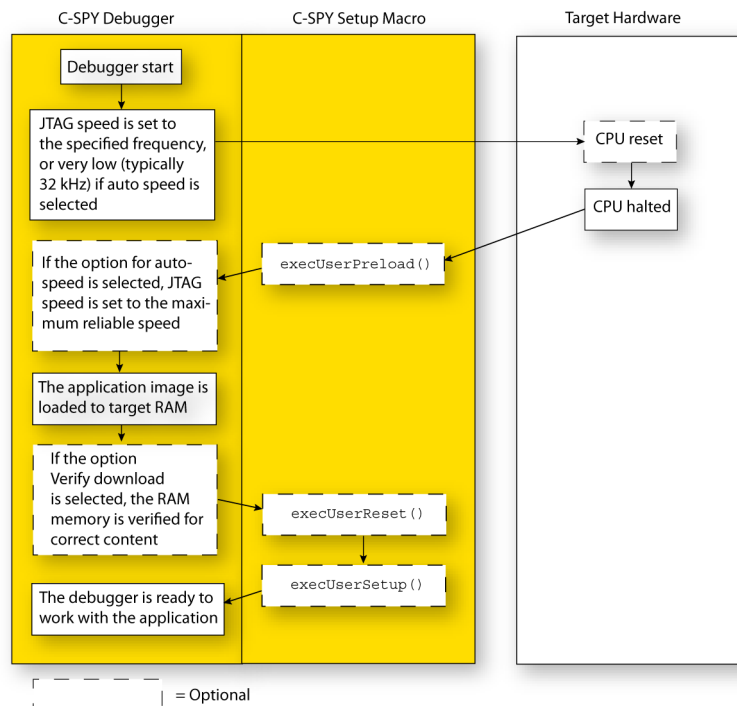 C-SPY Debugger
C-SPY Setup Macro
Target Hardware
Debugger start
JTAG speed is set to
the specified frequency,
or very low (typically
32 kHz) if auto speed is
selected
CPU reset
CPU halted
execUserPreload()
If the option for auto-
speed is selected, JTAG
speed is set to the maxi-
mum reliable speed
The application image is
loaded to target RAM
If the option
Verify download
is selected, the RAM
memory is verified for
correct content
execUserReset()
execUserSetup()
The debugger is ready to
work with the application
= Optional